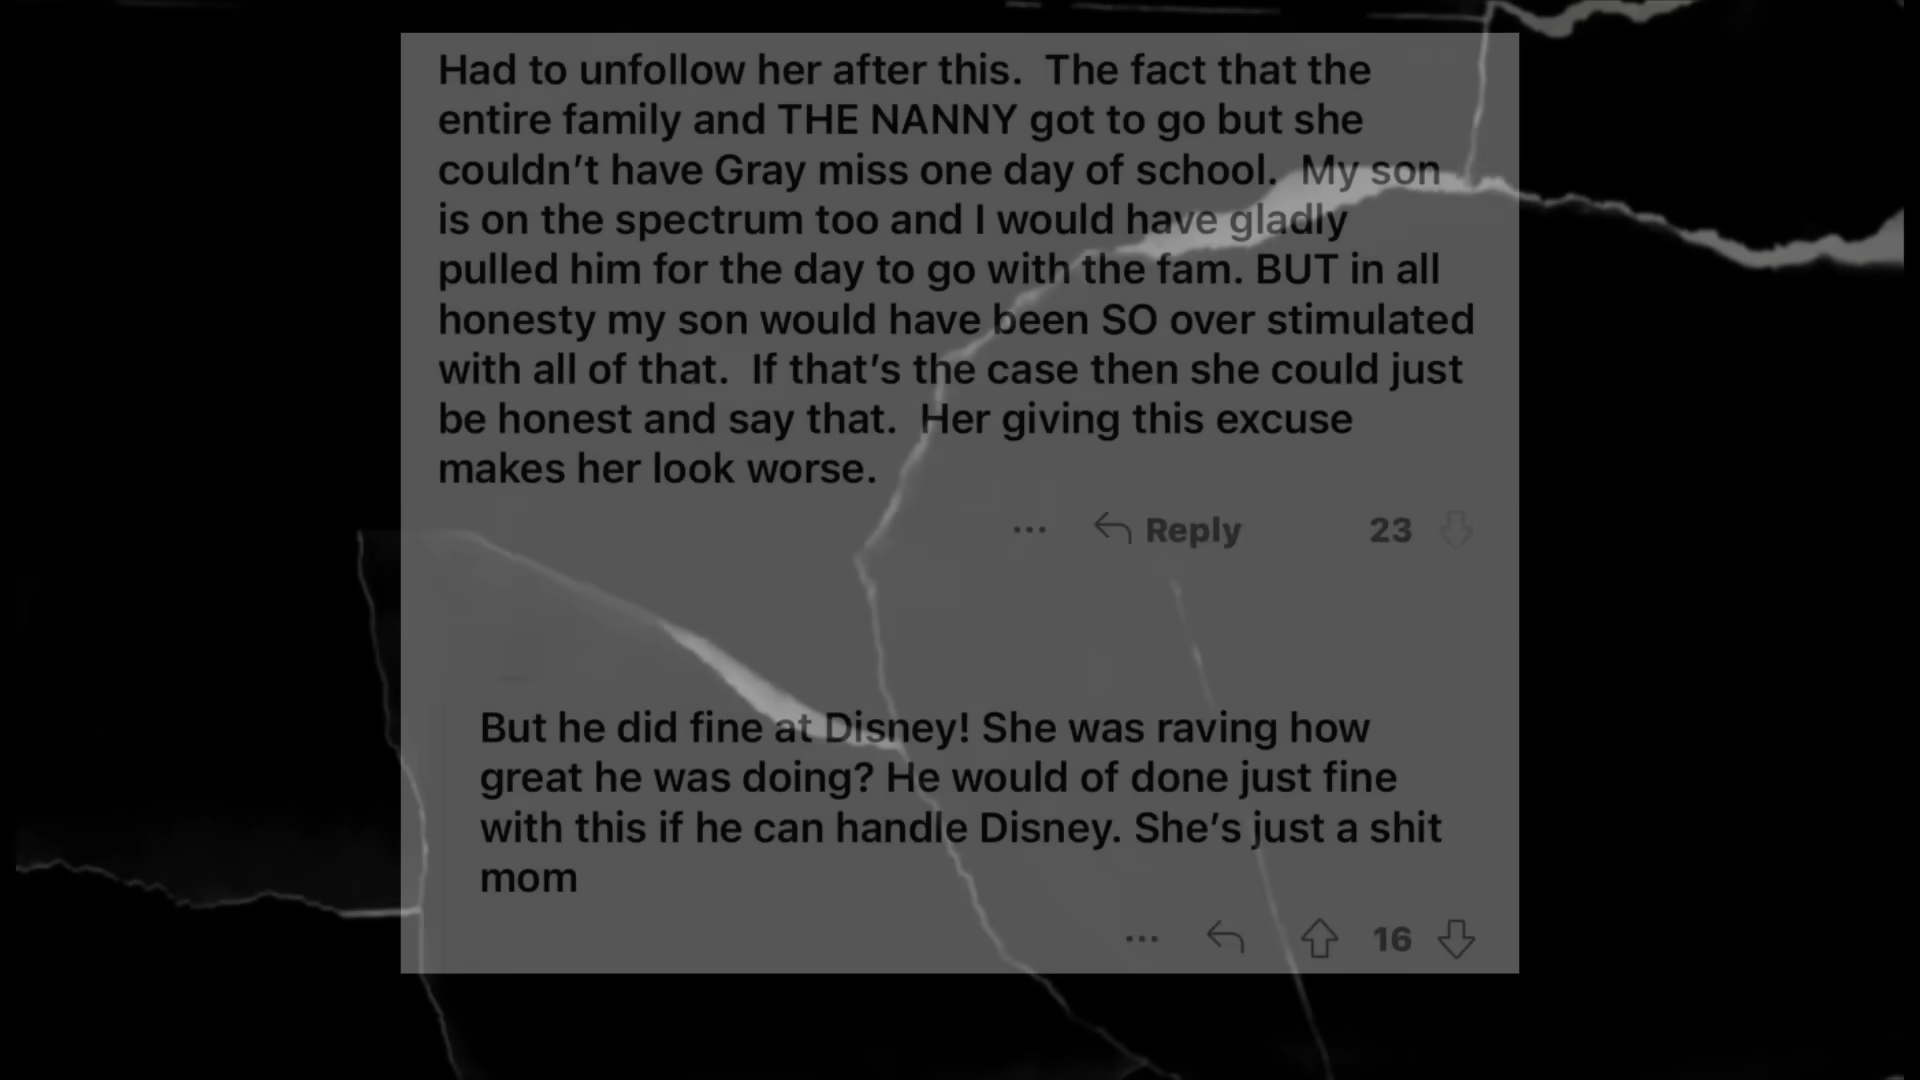 Had to unfollow her after this.  The fact that the
entire family and THE NANNY got to go but she
couldn’t have Gray miss one day of school.  My son
is on the spectrum too and I would have gladly
pulled him for the day to go with the fam. BUT in all
honesty my son would have been SO over stimulated
with all of that.  If that’s the case then she could just
be honest and say that.  Her giving this excuse
makes her look worse.
... Reply 23
But he did fine at Disney! She was raving how
great he was doing? He would of done just fine
with this if he can handle Disney. She’s just a shit
mom
... 16